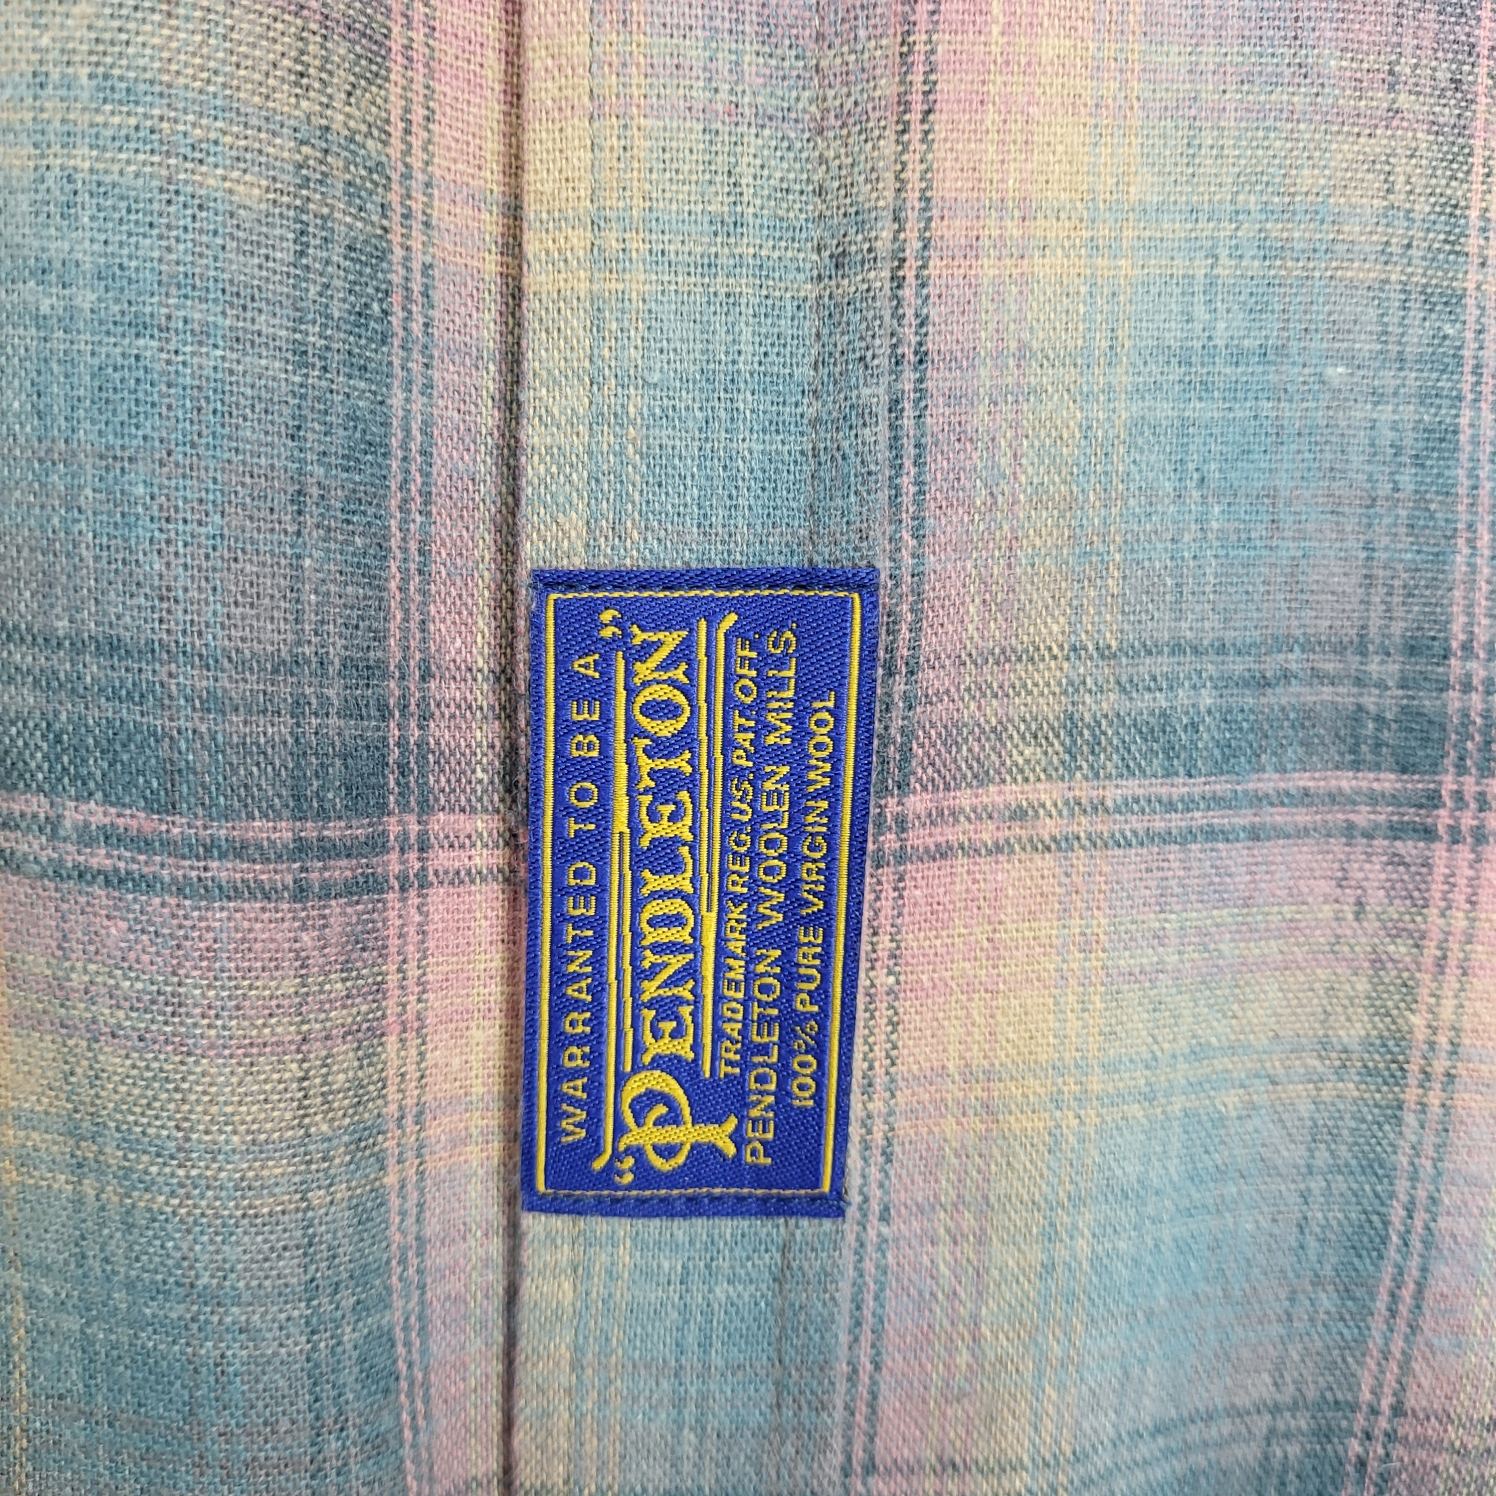 WARRANTED TO BE A
"PENDLETON"
TRADEMARK REG. U.S. PAT. OFF.
PENDLETON WOOLEN MILLS.
100% PURE VIRGIN WOOL